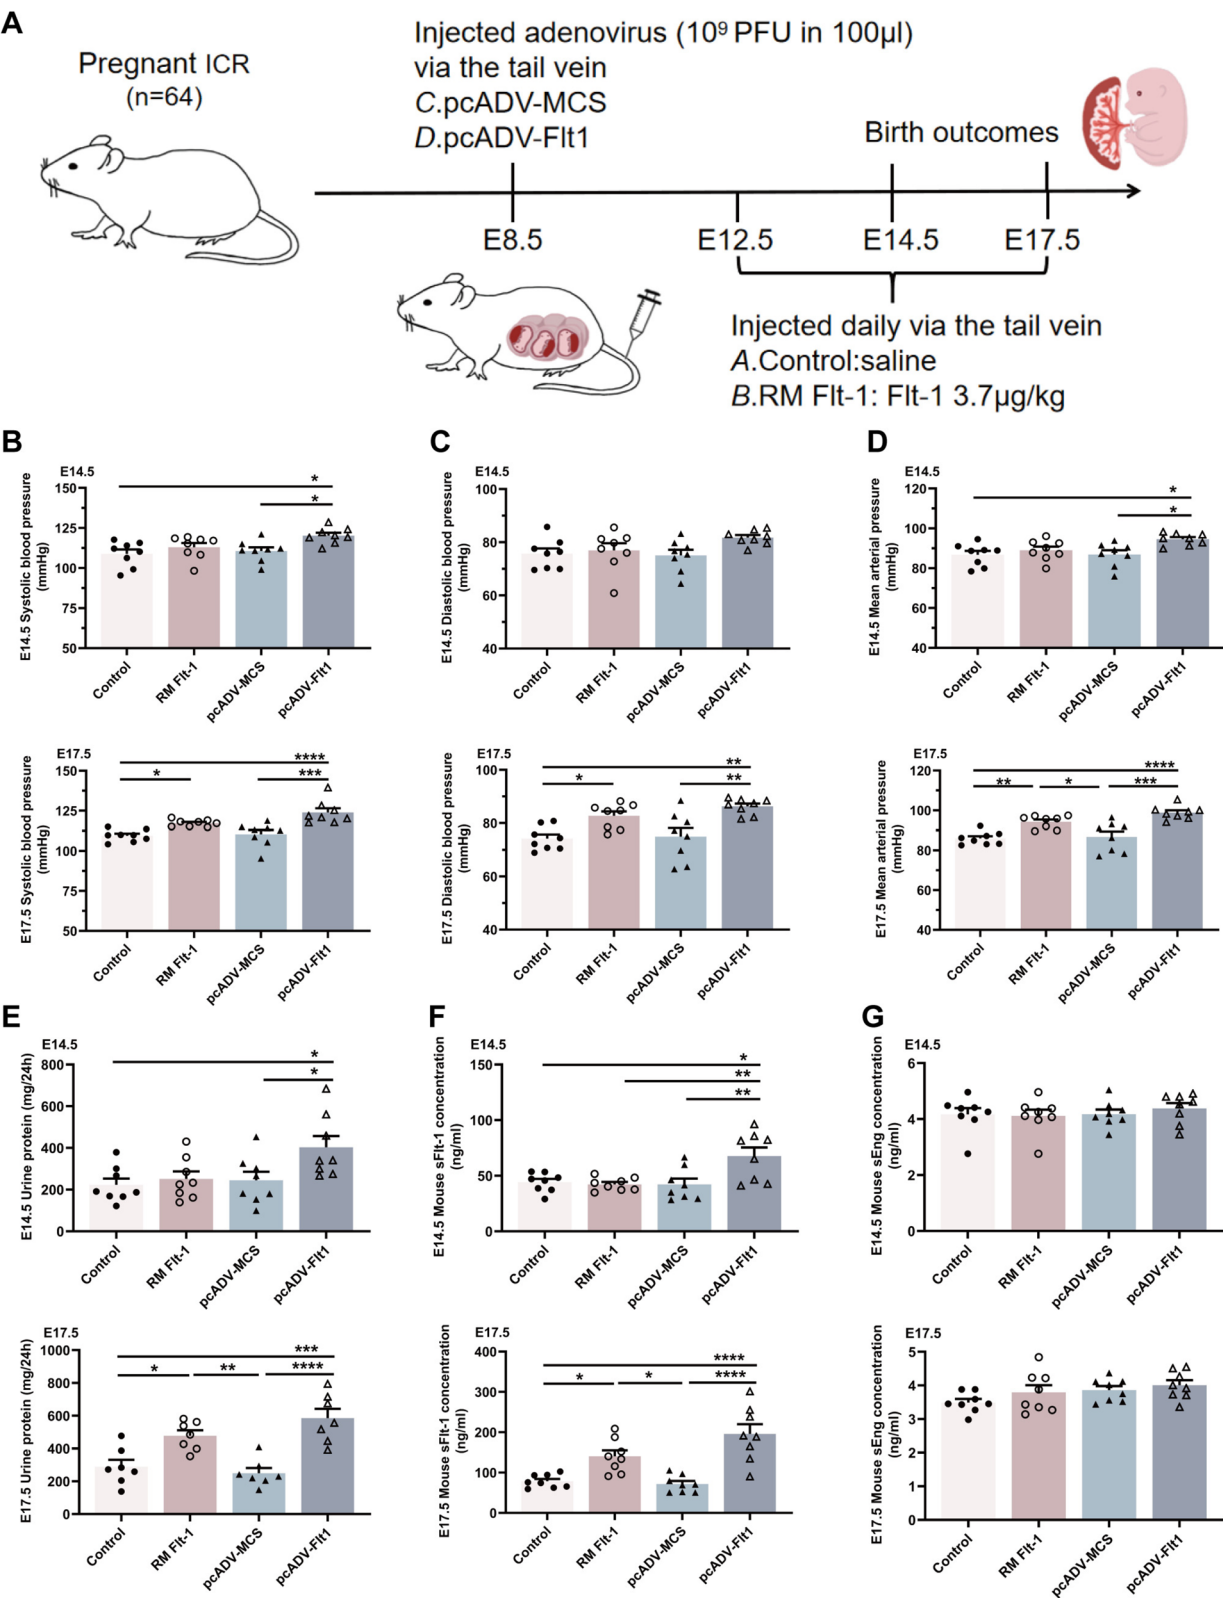 A
Pregnant ICR
(n=64)
Injected adenovirus (10⁹ PFU in 100μl)
via the tail vein
C.pcADV-MCS
D.pcADV-Flt1
Birth outcomes
E8.5
E12.5
E14.5
E17.5
Injected daily via the tail vein
A.Control:saline
B.RM Flt-1: Flt-1 3.7μg/kg
B
E14.5
E14.5 Systolic blood pressure
(mmHg)
150
125
100
75
50
*
*
Control
RM Flt-1
pcADV-MCS
pcADV-Flt1
E17.5
E17.5 Systolic blood pressure
(mmHg)
150
125
100
75
50
****
*
***
Control
RM Flt-1
pcADV-MCS
pcADV-Flt1
C
E14.5
E14.5 Diastolic blood pressure
(mmHg)
100
80
60
40
Control
RM Flt-1
pcADV-MCS
pcADV-Flt1
E17.5
E17.5 Diastolic blood pressure
(mmHg)
100
80
60
40
**
*
**
Control
RM Flt-1
pcADV-MCS
pcADV-Flt1
D
E14.5
E14.5 Mean arterial pressure
(mmHg)
120
100
80
60
40
*
*
Control
RM Flt-1
pcADV-MCS
pcADV-Flt1
E17.5
E17.5 Mean arterial pressure
(mmHg)
120
100
80
60
40
****
**
*
***
Control
RM Flt-1
pcADV-MCS
pcADV-Flt1
E
E14.5
E14.5 Urine protein (mg/24h)
800
600
400
200
0
*
*
Control
RM Flt-1
pcADV-MCS
pcADV-Flt1
E17.5
E17.5 Urine protein (mg/24h)
1000
800
600
400
200
0
***
*
**
****
Control
RM Flt-1
pcADV-MCS
pcADV-Flt1
F
E14.5
E14.5 Mouse sFlt-1 concentration
(ng/ml)
150
100
50
0
*
**
**
Control
RM Flt-1
pcADV-MCS
pcADV-Flt1
E17.5
E17.5 Mouse sFlt-1 concentration
(ng/ml)
400
300
200
100
0
****
*
*
****
Control
RM Flt-1
pcADV-MCS
pcADV-Flt1
G
E14.5
E14.5 Mouse sEng concentration
(ng/ml)
6
4
2
0
Control
RM Flt-1
pcADV-MCS
pcADV-Flt1
E17.5
E17.5 Mouse sEng concentration
(ng/ml)
5
4
3
2
1
0
Control
RM Flt-1
pcADV-MCS
pcADV-Flt1